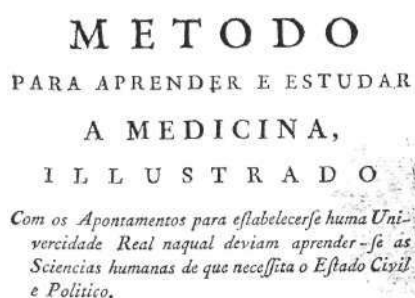 METODO
PARA APRENDER E ESTUDAR
A MEDICINA,
ILLUSTRADO
Com os Apontamentos para eſtabelecerſe huma Uni-
vercidade Real naqual deviam aprender-ſe as
Sciencias humanas de que neceſſita o Eſtado Civil
e Politico.